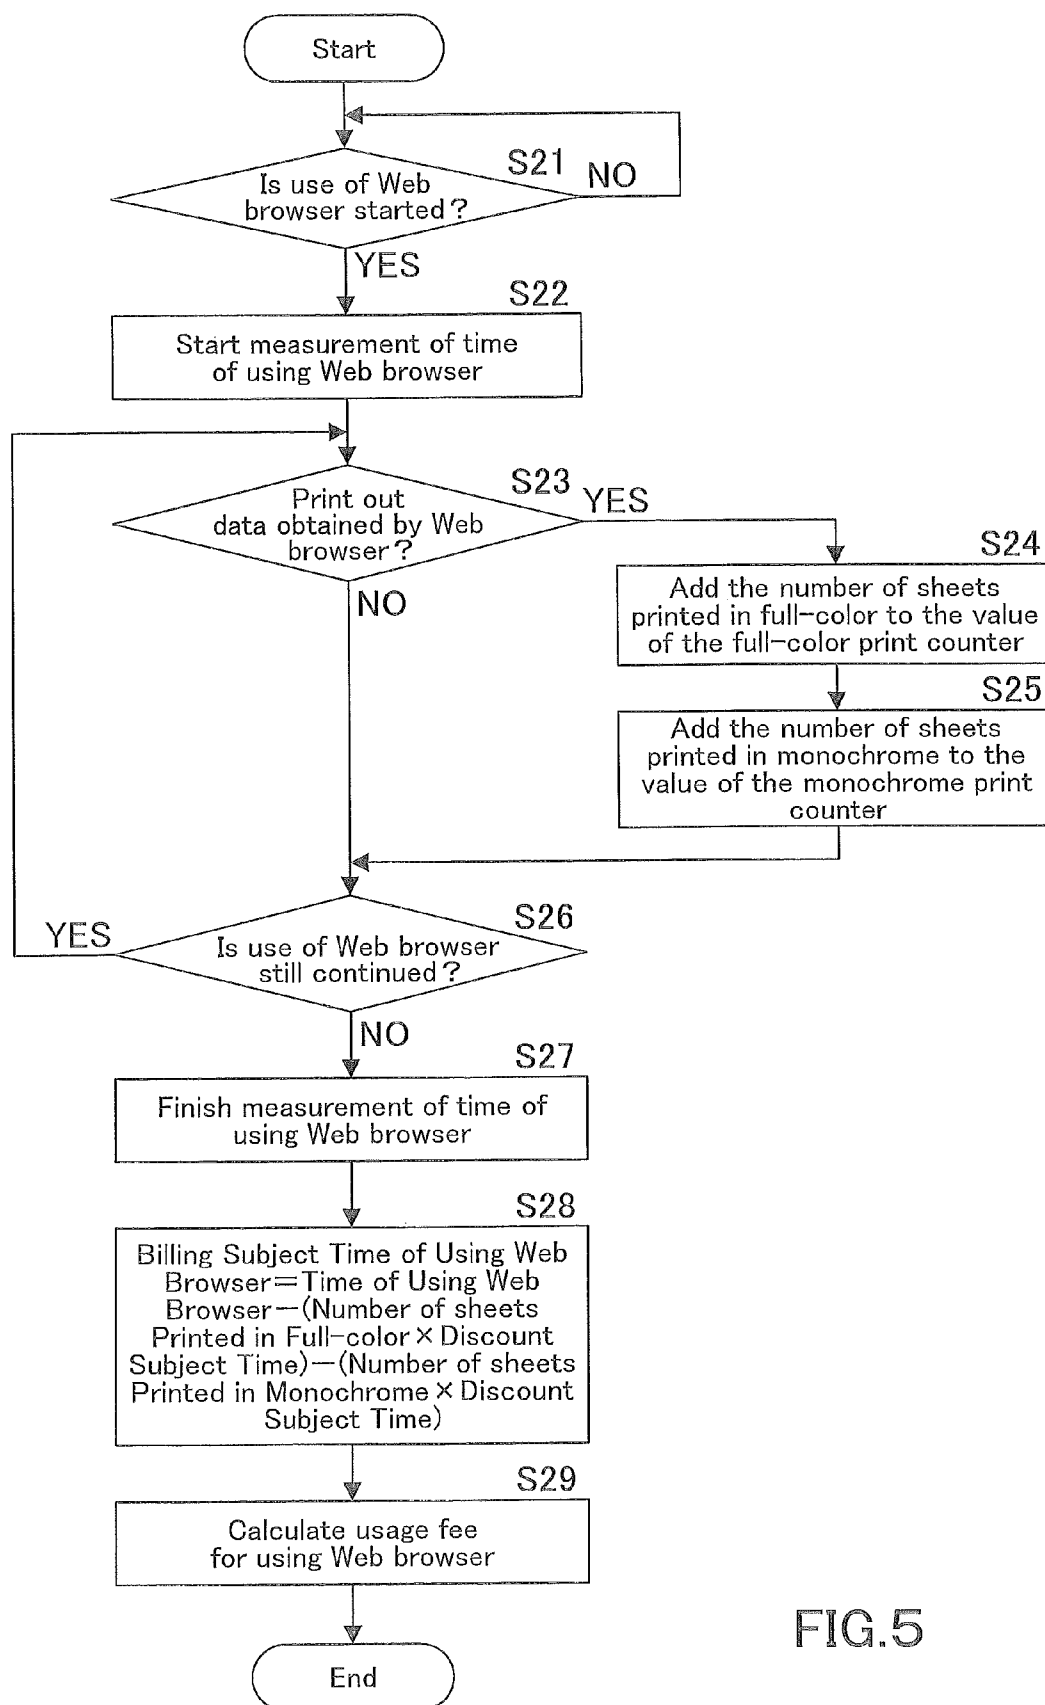 Start
S21
NO
Is use of Web
browser started?
YES
S22
Start measurement of time
of using Web browser
S23
YES
Print out
data obtained by Web
browser?
NO
S24
Add the number of sheets
printed in full-color to the value
of the full-color print counter
S25
Add the number of sheets
printed in monochrome to the
value of the monochrome print
counter
S26
YES
Is use of Web browser
still continued?
NO
S27
Finish measurement of time of
using Web browser
S28
Billing Subject Time of Using Web
Browser=Time of Using Web
Browser-(Number of sheets
Printed in Full-color×Discount
Subject Time)-(Number of sheets
Printed in Monochrome×Discount
Subject Time)
S29
Calculate usage fee
for using Web browser
End
FIG.5